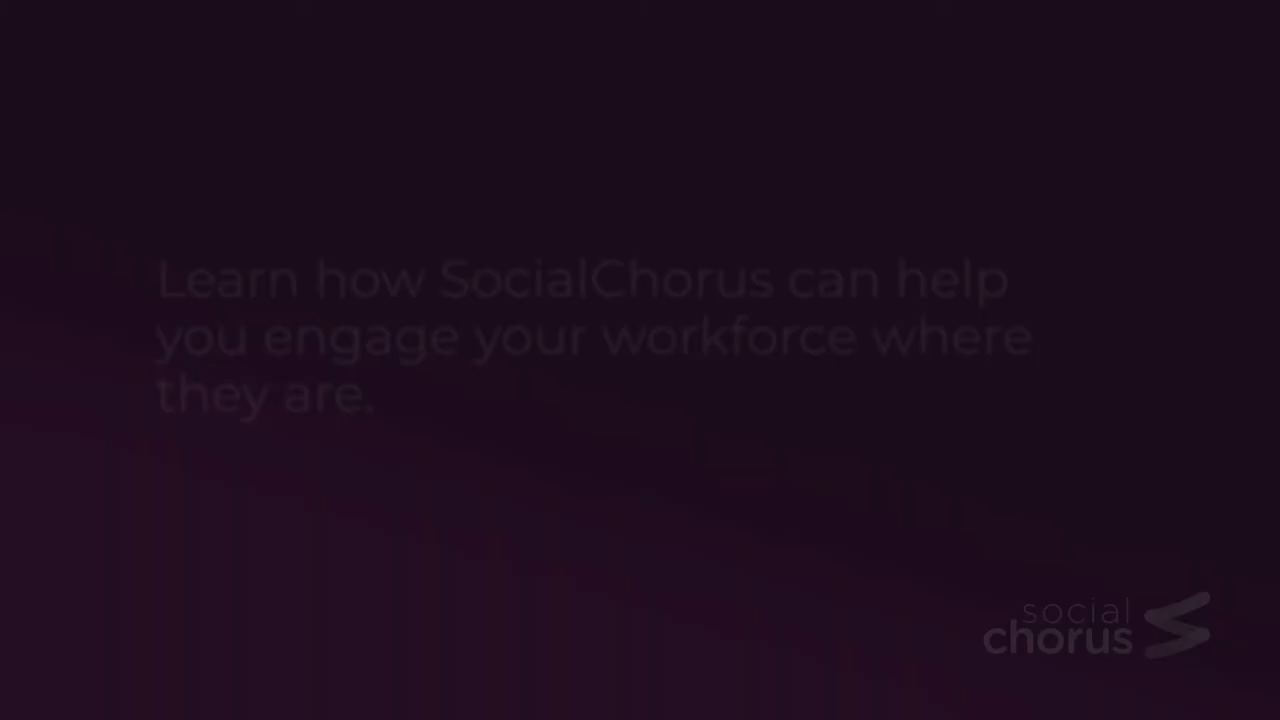 Learn how SocialChorus can help
you engage your workforce where
they are.
social
chorus